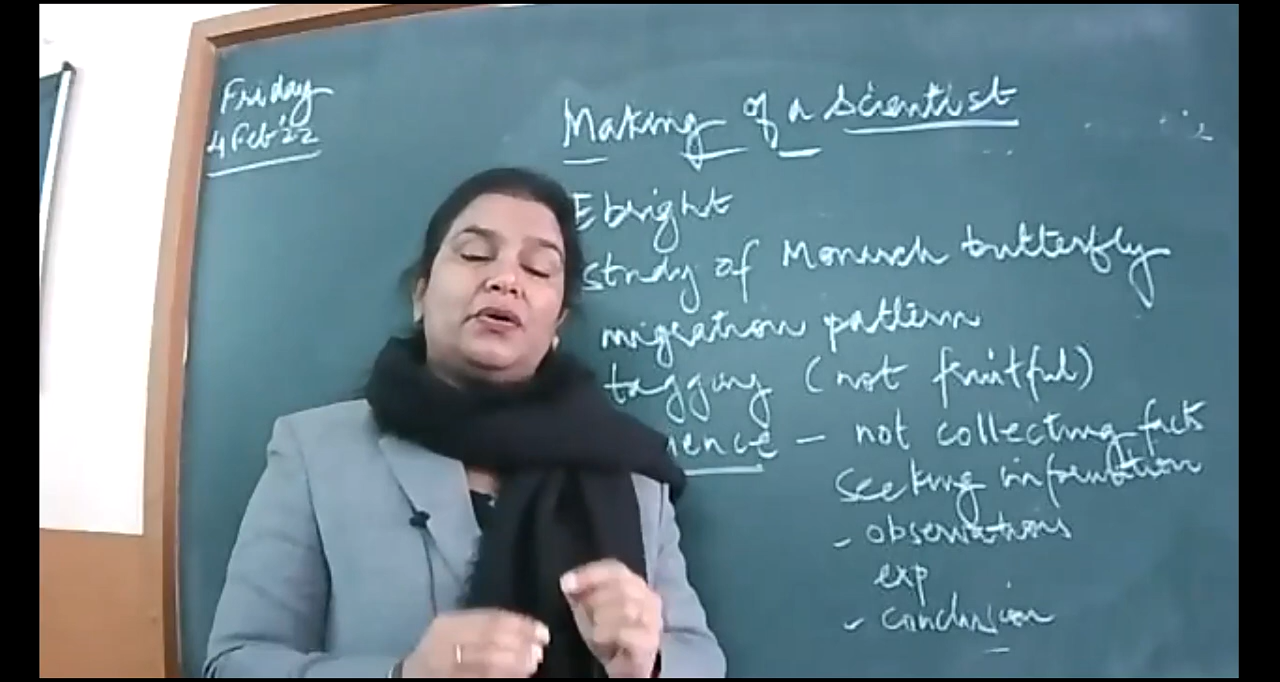 Friday
4 Feb'22
Making of a Scientist
Ebright
study of Monarch butterfly
migration pattern
tagging (not fruitful)
ience – not collecting facts
seeking information
- observations
exp
- conclusion